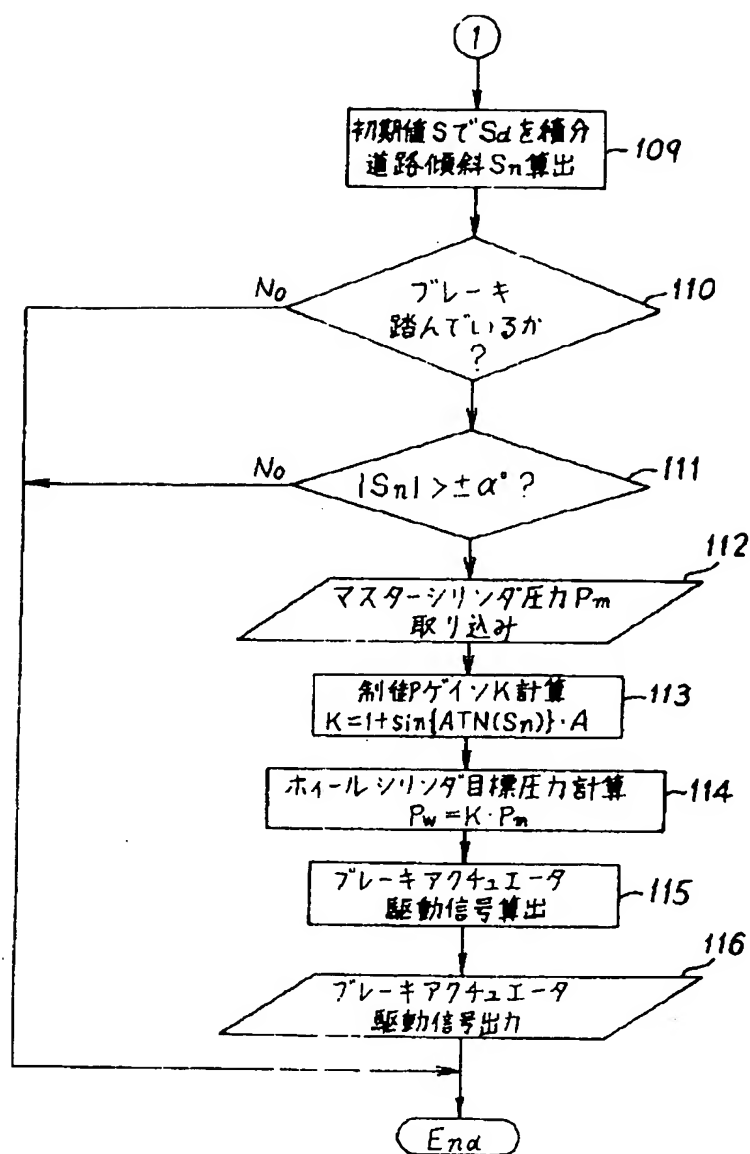 1
初期値SでSdを積分
道路傾斜Sn算出
109
No
ブレーキ
踏んでいるか
?
110
No
|Sn|>±α°?
111
112
マスターシリンダ圧力Pm
取り込み
制御PゲインK計算
K=1+sin{ATN(Sn)}·A
113
ホィールシリンダ目標圧力計算
Pw=K·Pm
114
ブレーキアクチュエータ
駆動信号算出
115
116
ブレーキアクチュエータ
駆動信号出力
End